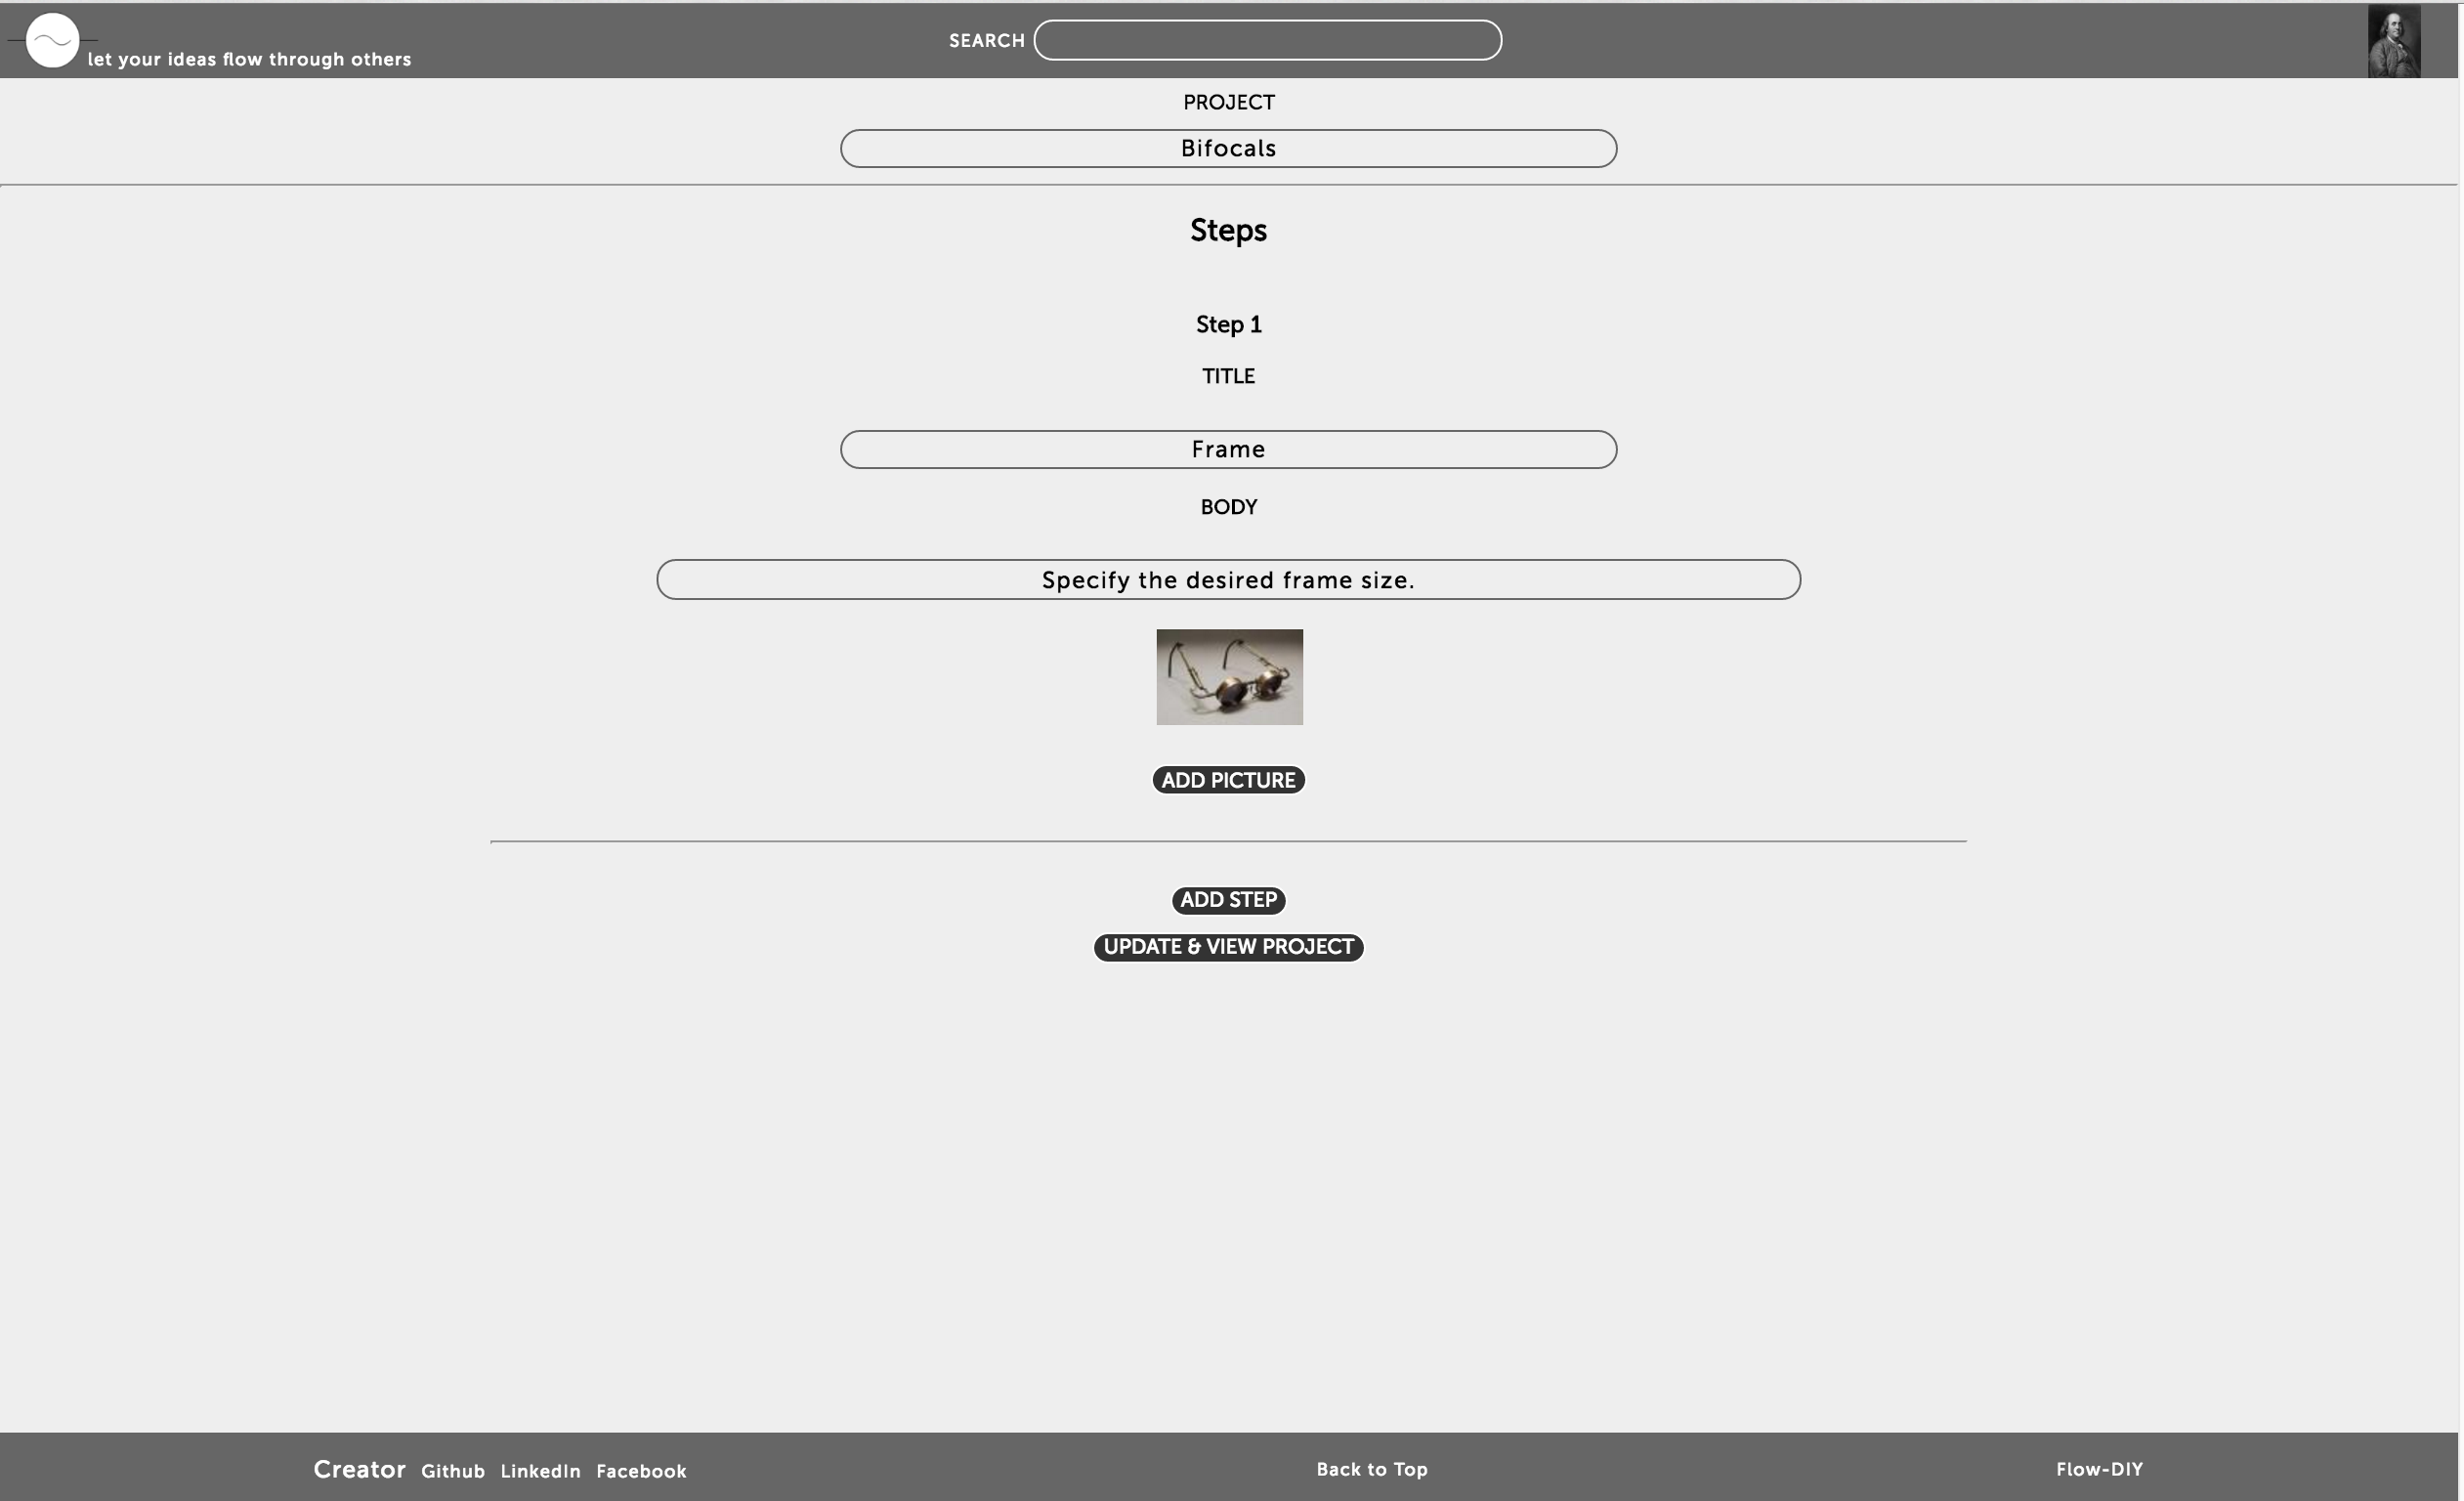 let your ideas flow through others
SEARCH
PROJECT
Bifocals
Steps
Step 1
TITLE
Frame
BODY
Specify the desired frame size.
ADD PICTURE
ADD STEP
UPDATE & VIEW PROJECT
Creator Github LinkedIn Facebook
Back to Top
Flow-DIY